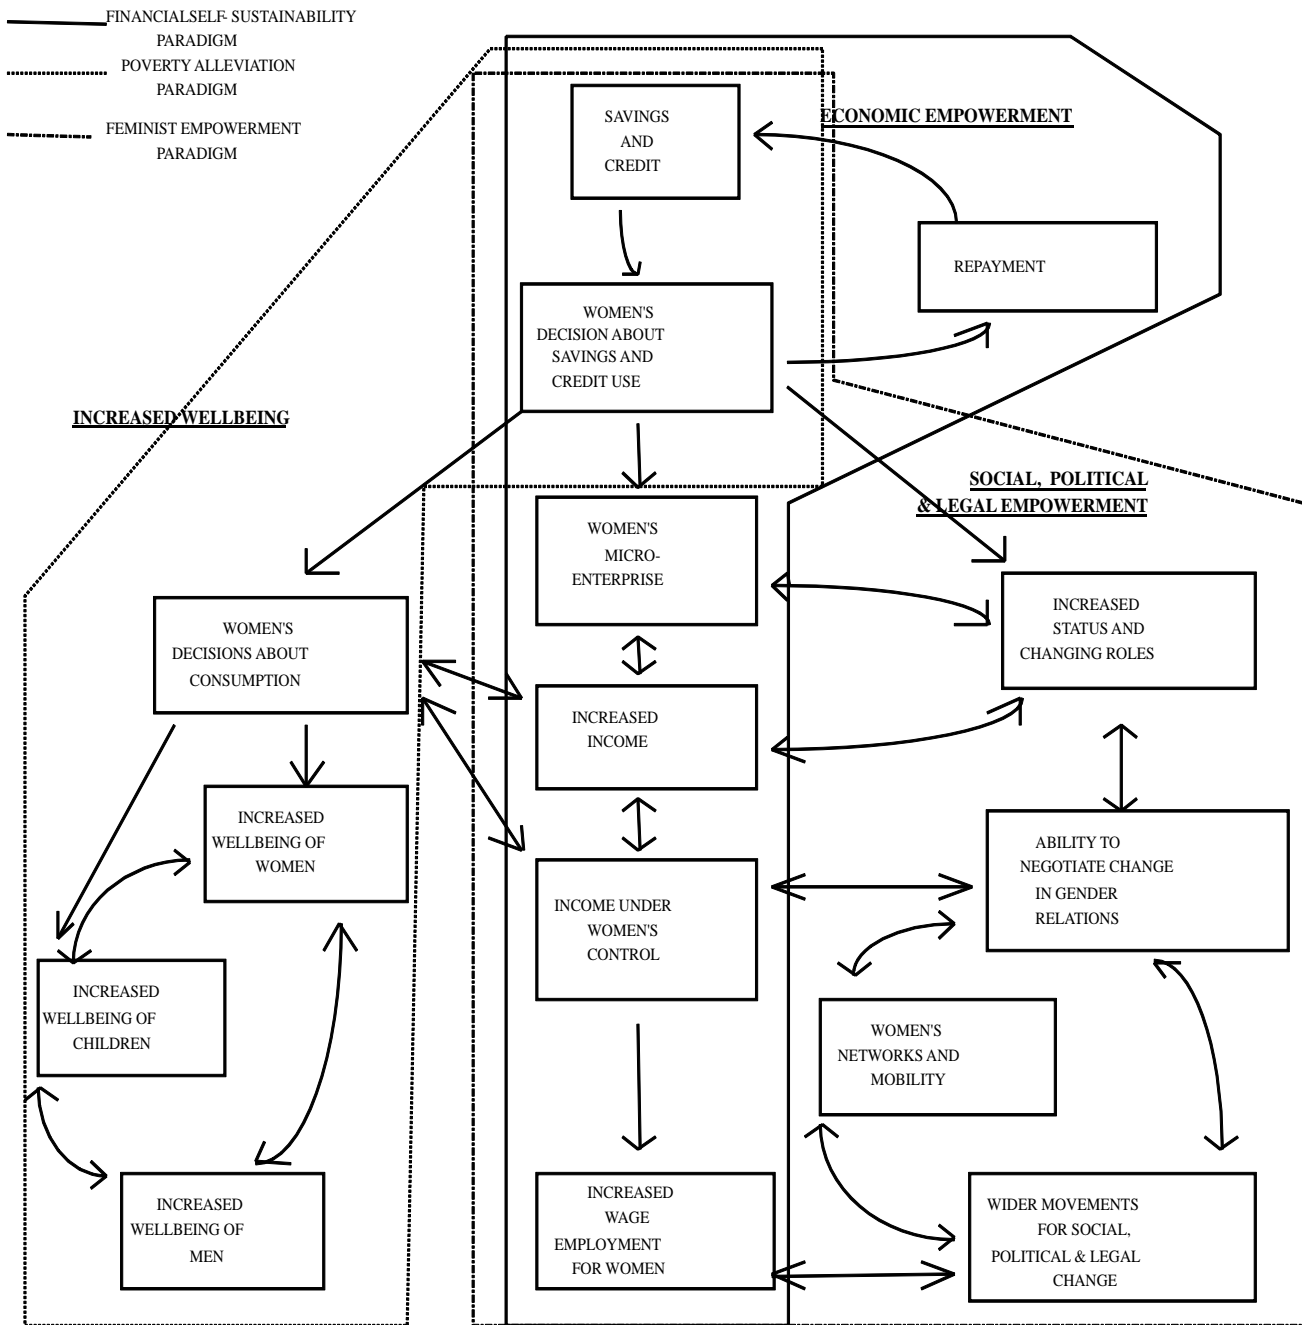 FINANCIALSELF- SUSTAINABILITY
PARADIGM
POVERTY ALLEVIATION
PARADIGM
FEMINIST EMPOWERMENT
PARADIGM
SAVINGS
AND
CREDIT
ECONOMIC EMPOWERMENT
REPAYMENT
WOMEN'S
DECISION ABOUT
SAVINGS AND
CREDIT USE
INCREASED WELLBEING
SOCIAL, POLITICAL
& LEGAL EMPOWERMENT
WOMEN'S
MICRO-
ENTERPRISE
INCREASED
STATUS AND
CHANGING ROLES
WOMEN'S
DECISIONS ABOUT
CONSUMPTION
INCREASED
INCOME
INCREASED
WELLBEING OF
WOMEN
ABILITY TO
NEGOTIATE CHANGE
IN GENDER
RELATIONS
INCOME UNDER
WOMEN'S
CONTROL
INCREASED
WELLBEING OF
CHILDREN
WOMEN'S
NETWORKS AND
MOBILITY
INCREASED
WELLBEING OF
MEN
INCREASED
WAGE
EMPLOYMENT
FOR WOMEN
WIDER MOVEMENTS
FOR SOCIAL,
POLITICAL & LEGAL
CHANGE